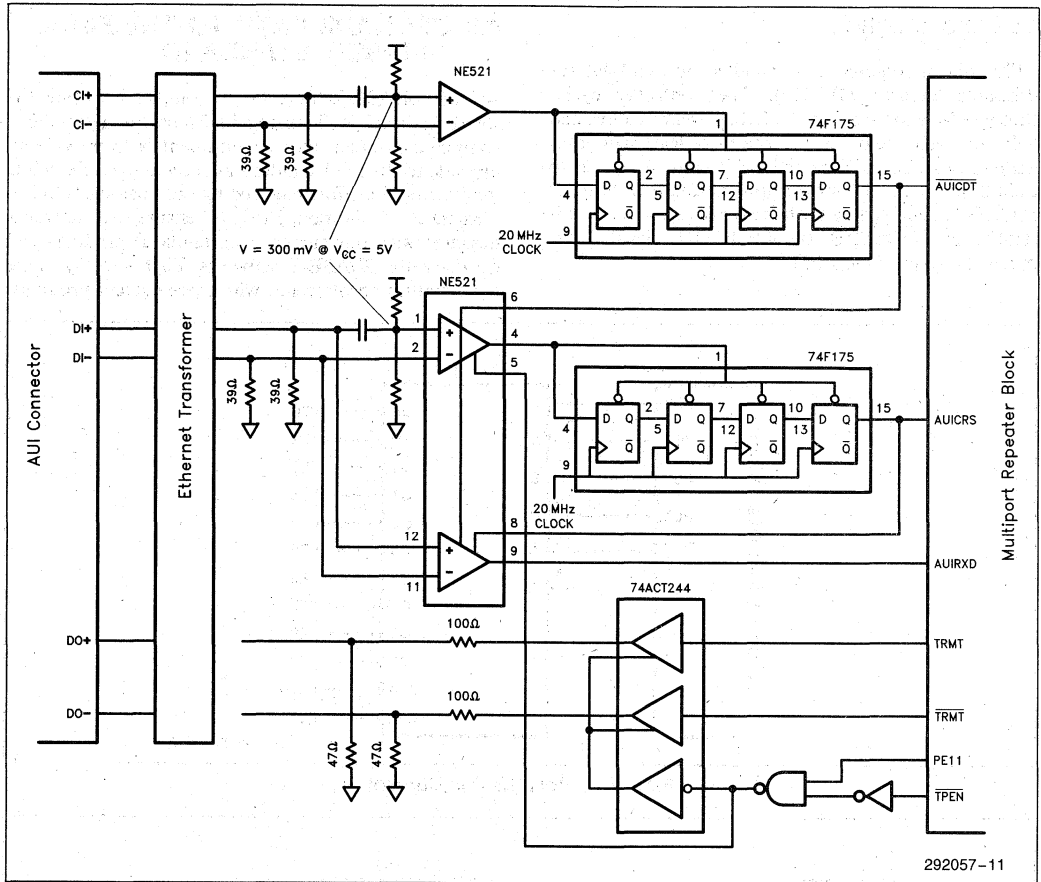 AUI Connector
Ethernet Transformer
Multiport Repeater Block
CI+
CI-
39Ω
39Ω
NE521
+
-
1
74F175
D Q
Q̅
D Q
Q̅
D Q
Q̅
D Q
Q̅
4
2
5
7
12
10
13
15
9
20 MHz
CLOCK
A̅U̅I̅C̅D̅T̅
V = 300 mV @ VCC = 5V
DI+
DI-
39Ω
39Ω
NE521
1
2
+
-
6
4
5
1
74F175
D Q
Q̅
D Q
Q̅
D Q
Q̅
D Q
Q̅
4
2
5
7
12
10
13
15
9
20 MHz
CLOCK
AUICRS
12
11
+
-
8
9
AUIRXD
74ACT244
DO+
100Ω
TRMT
DO-
100Ω
T̅R̅M̅T̅
47Ω
47Ω
PE11
T̅P̅E̅N̅
292057-11